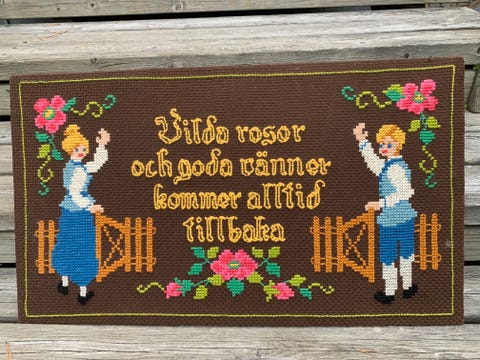 Vilda rosor
och goda vänner
kommer alltid
tillbaka